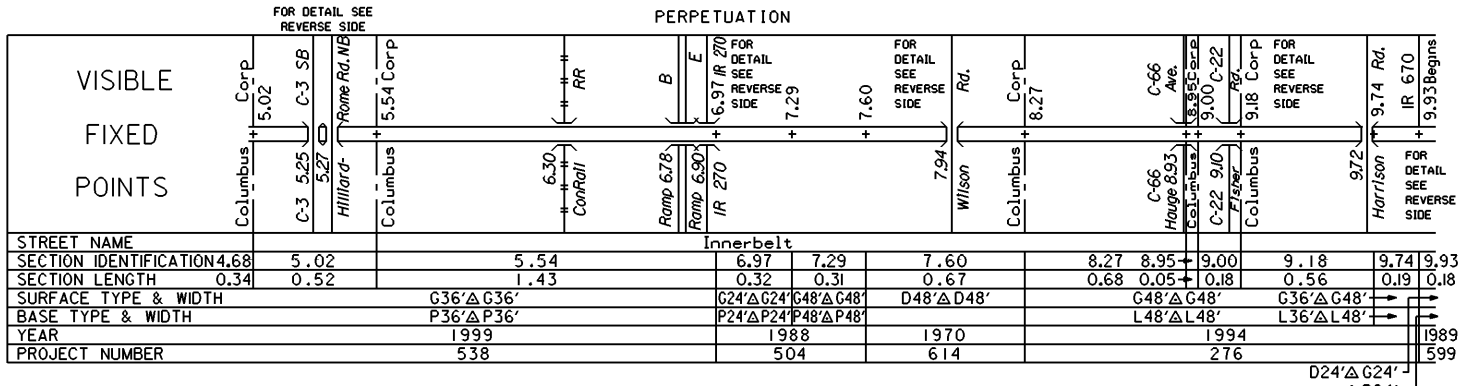 FOR DETAIL SEE
REVERSE SIDE
PERPETUATION
VISIBLE
FIXED
POINTS
Columbus Corp
5.02
C-3 5.25 C-3 SB
5.27
Hilliard- Rome Rd. NB
Columbus 5.54 Corp
6.30
ConRail RR
Ramp 6.78 B
Ramp 6.90 E
IR 270 6.97 IR 270
FOR
DETAIL
SEE
REVERSE
SIDE
7.29
7.60
FOR
DETAIL
SEE
REVERSE
SIDE
7.94
Wilson Rd.
Columbus Corp
8.27
C-66 C-66
Hauge 8.93 Ave.
Columbus 8.95 Corp
9.00
C-22 9.10 C-22
Fisher Rd.
Columbus 9.18 Corp
FOR
DETAIL
SEE
REVERSE
SIDE
9.72
Harrison 9.74 Rd.
IR 670
9.93 Begins
FOR
DETAIL
SEE
REVERSE
SIDE
STREET NAME Innerbelt
SECTION IDENTIFICATION 4.68 5.02 5.54 6.97 7.29 7.60 8.27 8.95 9.00 9.18 9.74 9.93
SECTION LENGTH 0.34 0.52 1.43 0.32 0.31 0.67 0.68 0.05 0.18 0.56 0.19 0.18
SURFACE TYPE & WIDTH G36'△G36' G24'△G24' G48'△G48' D48'△D48' G48'△G48' G36'△G48'
BASE TYPE & WIDTH P36'△P36' P24'△P24' P48'△P48' L48'△L48' L36'△L48'
YEAR 1999 1988 1970 1994 1989
PROJECT NUMBER 538 504 614 276 599
D24'△G24'